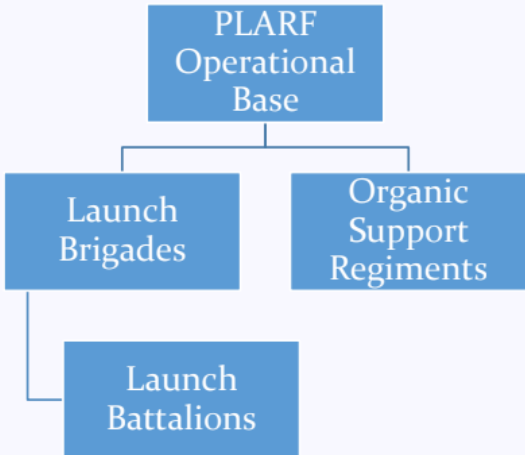 PLARF
Operational
Base
Launch
Brigades
Organic
Support
Regiments
Launch
Battalions